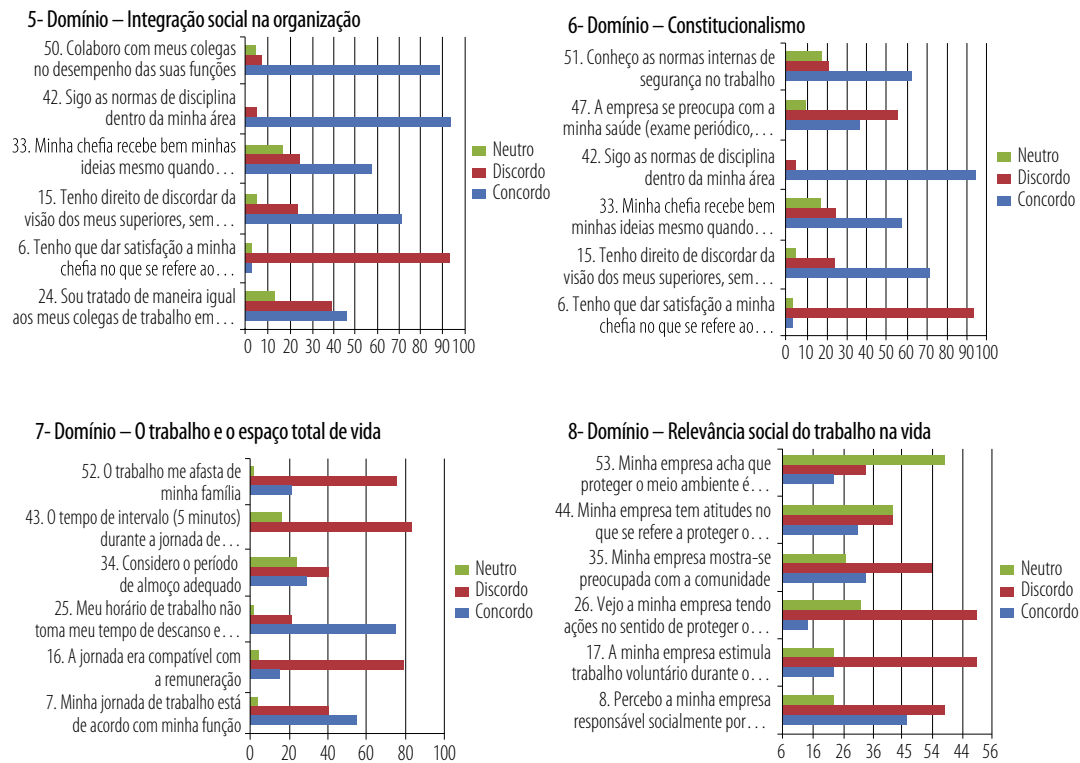 5- Domínio – Integração social na organização
50. Colaboro com meus colegas
no desempenho das suas funções
42. Sigo as normas de disciplina
dentro da minha área
33. Minha chefia recebe bem minhas
ideias mesmo quando…
15. Tenho direito de discordar da
visão dos meus superiores, sem…
6. Tenho que dar satisfação a minha
chefia no que se refere ao…
24. Sou tratado de maneira igual
aos meus colegas de trabalho em…
0 10 20 30 40 50 60 70 80 90 100
Neutro
Discordo
Concordo
6- Domínio – Constitucionalismo
51. Conheço as normas internas de
segurança no trabalho
47. A empresa se preocupa com a
minha saúde (exame periódico,…
42. Sigo as normas de disciplina
dentro da minha área
33. Minha chefia recebe bem
minhas ideias mesmo quando…
15. Tenho direito de discordar da
visão dos meus superiores, sem…
6. Tenho que dar satisfação a minha
chefia no que se refere ao…
0 10 20 30 40 50 60 70 80 90 100
Neutro
Discordo
Concordo
7- Domínio – O trabalho e o espaço total de vida
52. O trabalho me afasta de
minha família
43. O tempo de intervalo (5 minutos)
durante a jornada de…
34. Considero o período
de almoço adequado
25. Meu horário de trabalho não
toma meu tempo de descanso e…
16. A jornada era compatível com
a remuneração
7. Minha jornada de trabalho está
de acordo com minha função
0 20 40 60 80 100
Neutro
Discordo
Concordo
8- Domínio – Relevância social do trabalho na vida
53. Minha empresa acha que
proteger o meio ambiente é…
44. Minha empresa tem atitudes no
que se refere a proteger o…
35. Minha empresa mostra-se
preocupada com a comunidade
26. Vejo a minha empresa tendo
ações no sentido de proteger o…
17. A minha empresa estimula
trabalho voluntário durante o…
8. Percebo a minha empresa
responsável socialmente por…
6 16 26 36 45 54 44 56
Neutro
Discordo
Concordo